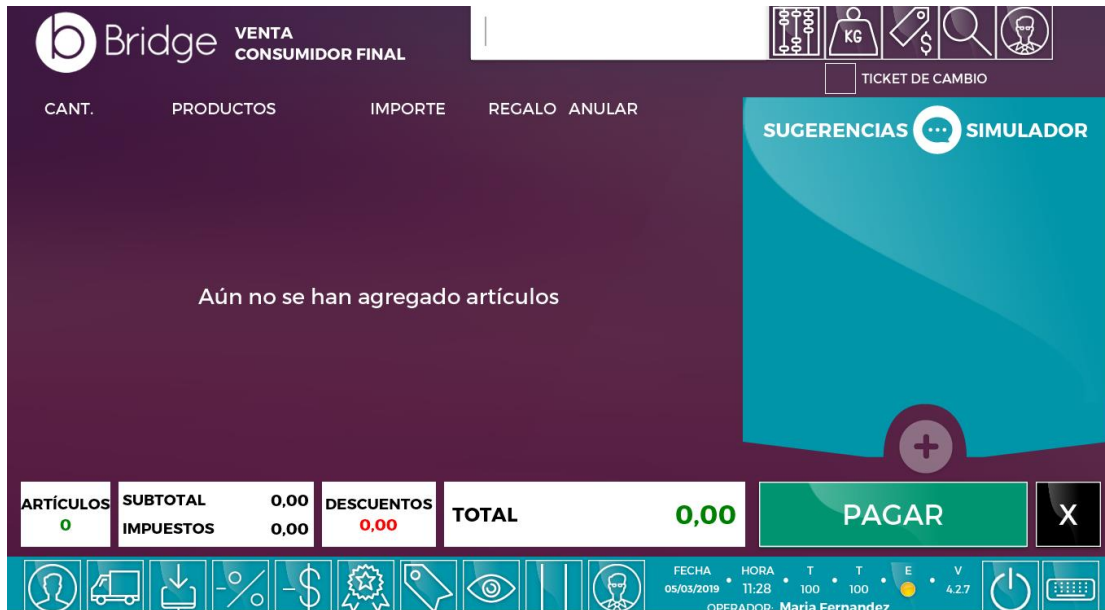 b Bridge
VENTA
CONSUMIDOR FINAL
KG
$
TICKET DE CAMBIO
CANT. PRODUCTOS IMPORTE REGALO ANULAR
SUGERENCIAS SIMULADOR
Aún no se han agregado artículos
+
ARTÍCULOS
0
SUBTOTAL 0,00
IMPUESTOS 0,00
DESCUENTOS
0,00
TOTAL 0,00
PAGAR
X
-% -$
FECHA HORA T T E V
05/03/2019 11:28 100 100 4.2.7
OPERADOR: Maria Fernandez